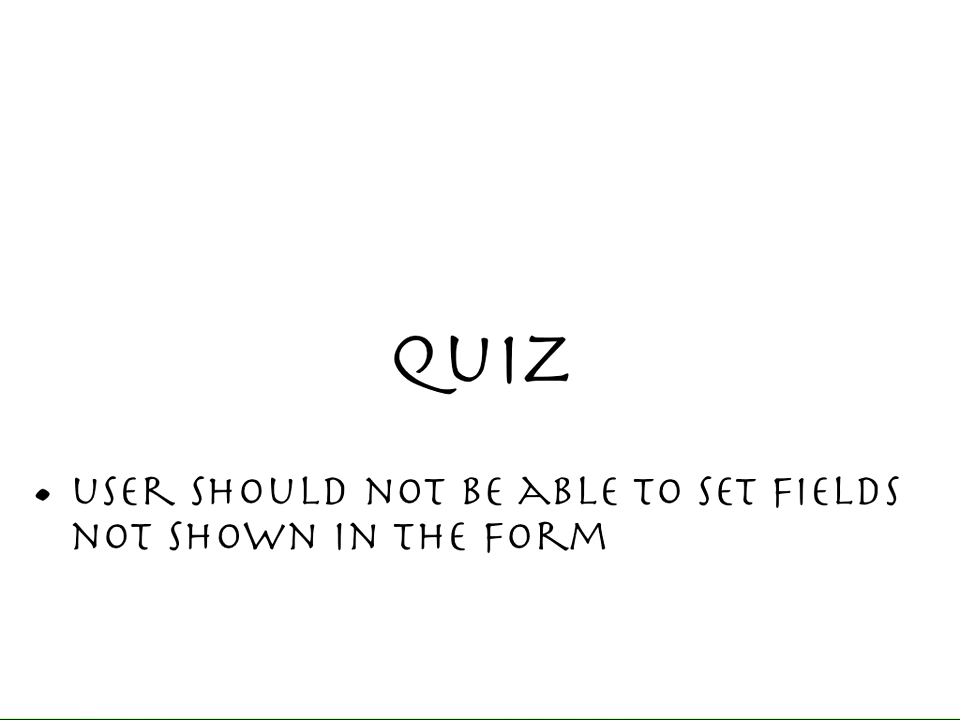 QUIZ
• USER SHOULD NOT BE ABLE TO SET FIELDS
NOT SHOWN IN THE FORM